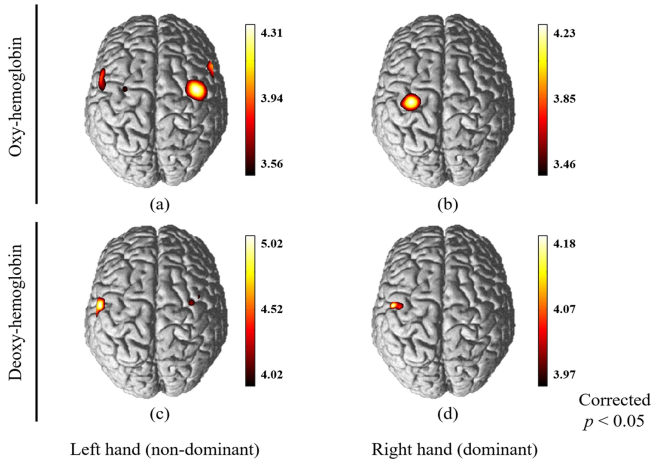 Oxy-hemoglobin
4.31
3.94
3.56
(a)
4.23
3.85
3.46
(b)
Deoxy-hemoglobin
5.02
4.52
4.02
(c)
4.18
4.07
3.97
(d)
Corrected
p < 0.05
Left hand (non-dominant)
Right hand (dominant)